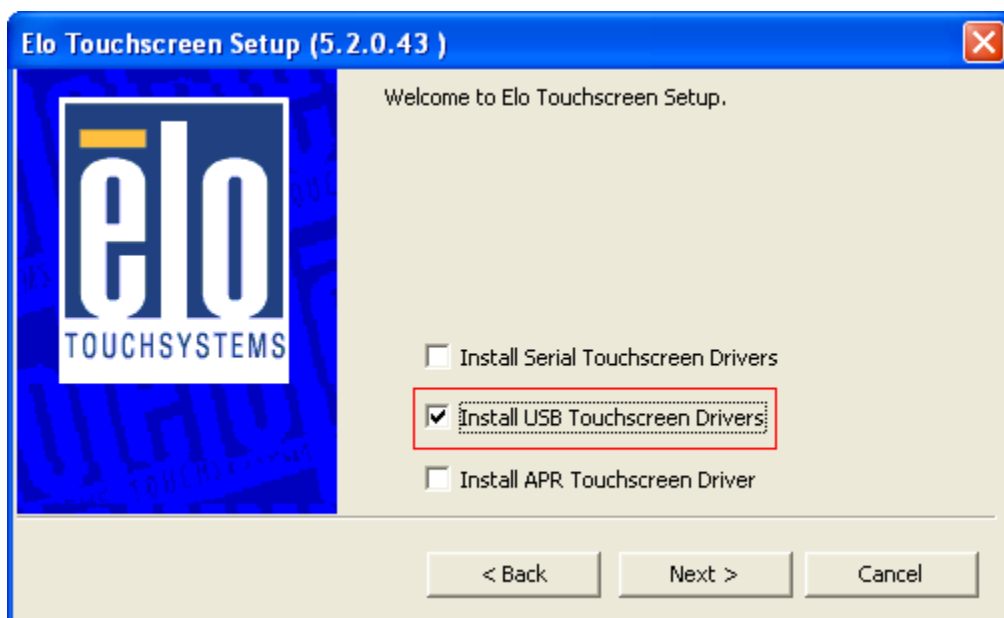 Elo Touchscreen Setup (5.2.0.43 )
Welcome to Elo Touchscreen Setup.
ēlo
TOUCHSYSTEMS
Install Serial Touchscreen Drivers
Install USB Touchscreen Drivers
Install APR Touchscreen Driver
< Back
Next >
Cancel